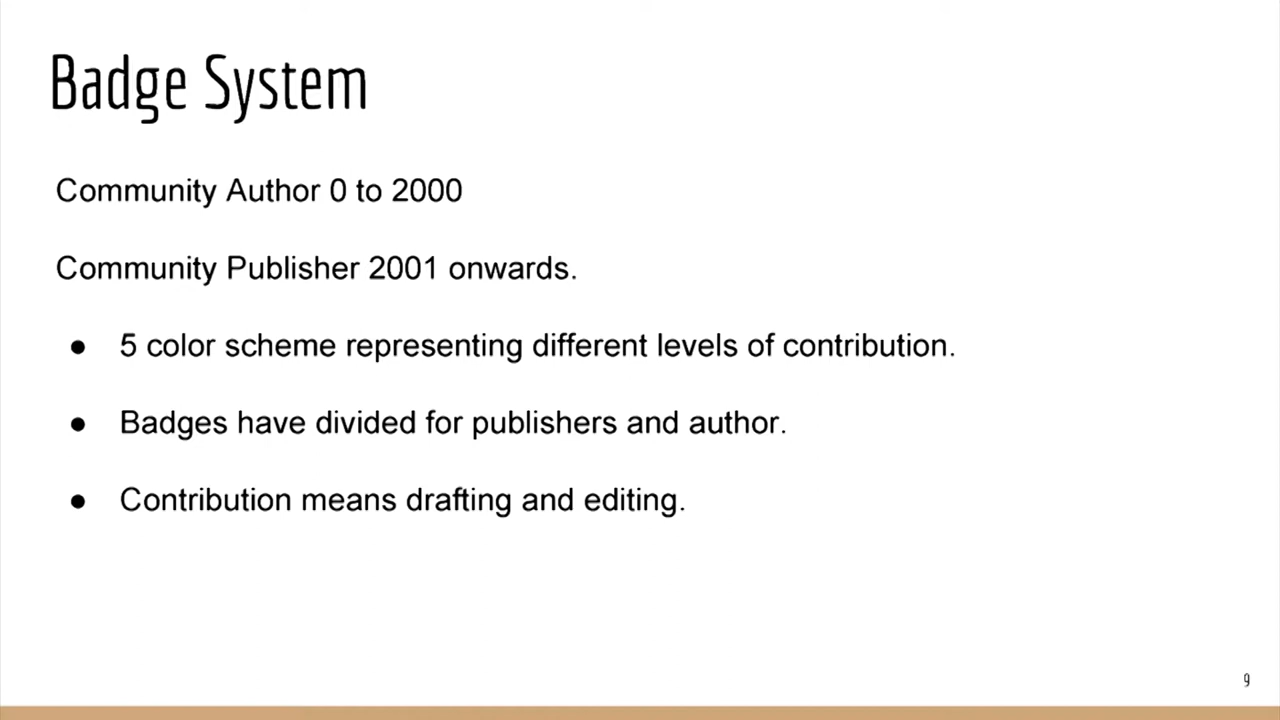 Badge System
Community Author 0 to 2000
Community Publisher 2001 onwards.
● 5 color scheme representing different levels of contribution.
● Badges have divided for publishers and author.
● Contribution means drafting and editing.
9